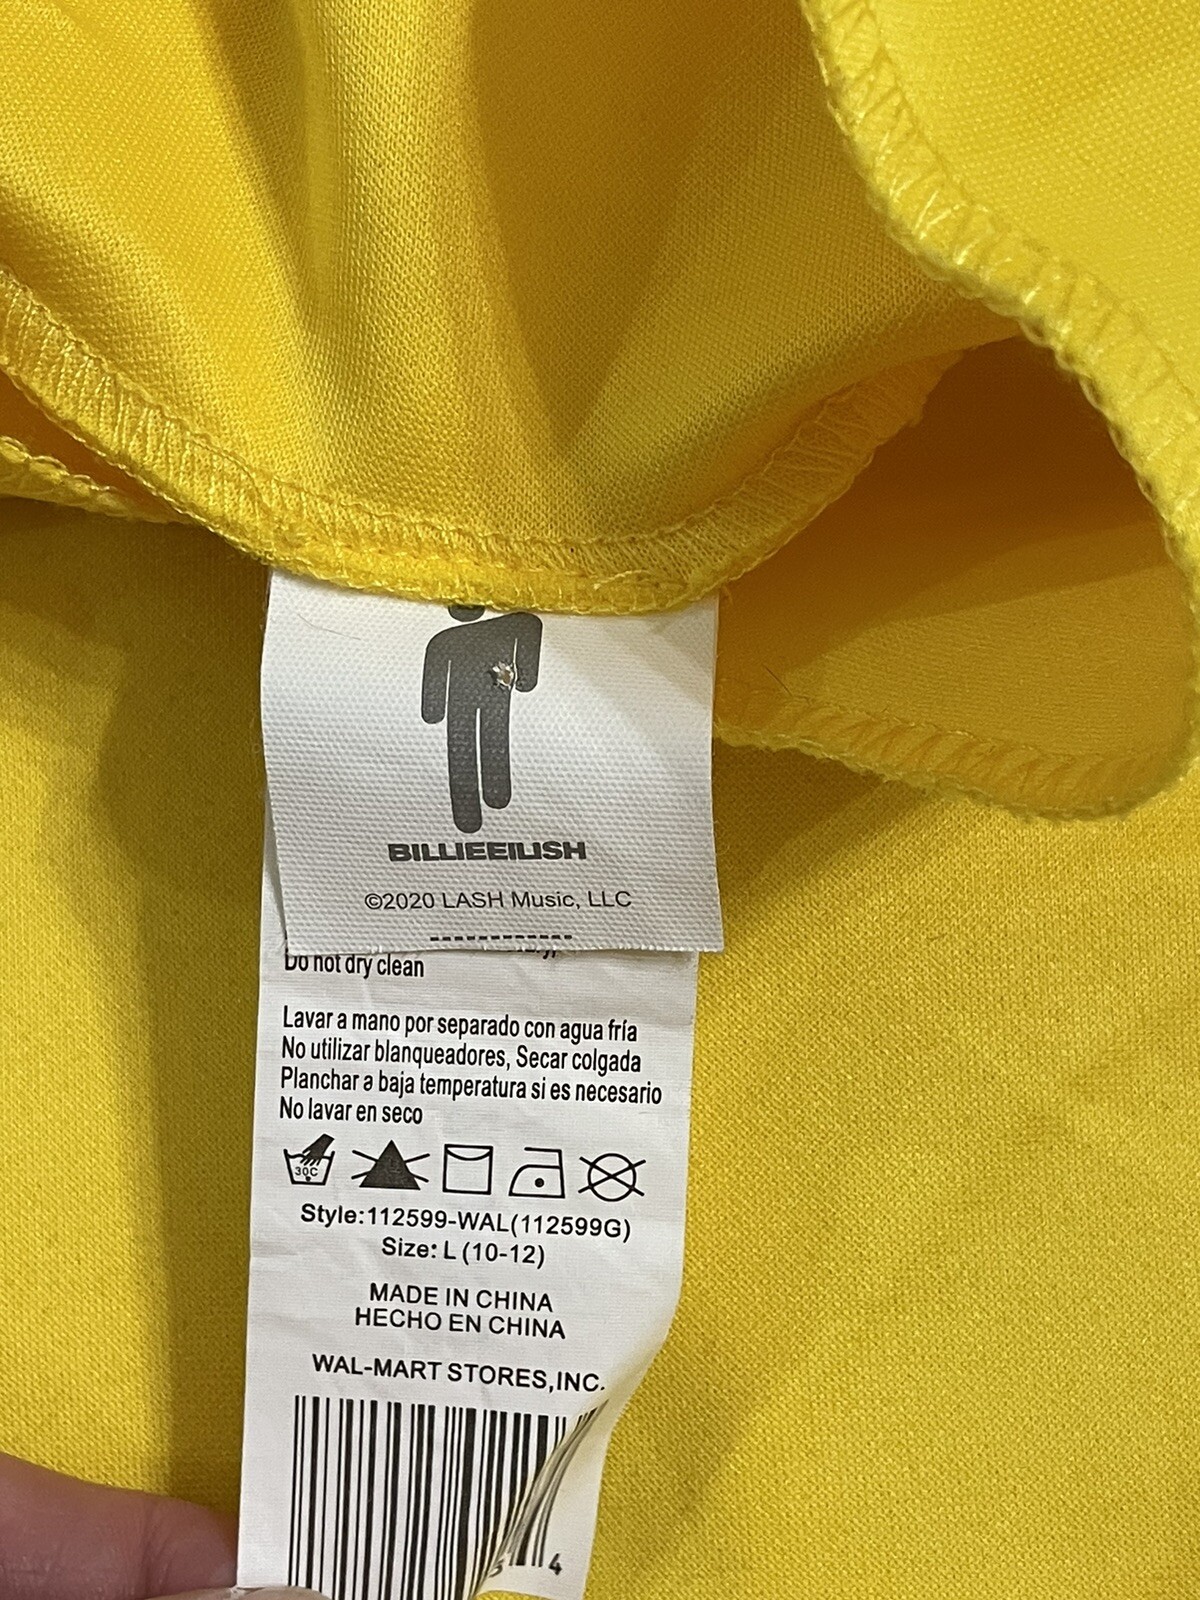 BILLIEEILISH
©2020 LASH Music, LLC
Do not dry clean
Lavar a mano por separado con agua fría
No utilizar blanqueadores, Secar colgada
Planchar a baja temperatura si es necesario
No lavar en seco
30C
Style:112599-WAL(112599G)
Size: L (10-12)
MADE IN CHINA
HECHO EN CHINA
WAL-MART STORES,INC.
4